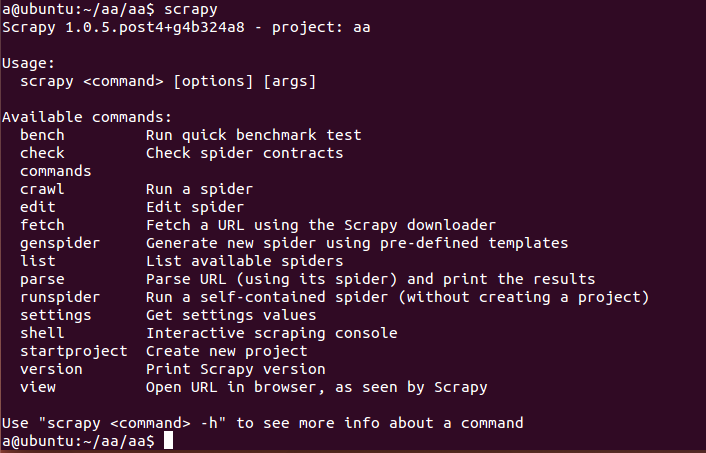 a@ubuntu:~/aa/aa$ scrapy
Scrapy 1.0.5.post4+g4b324a8 - project: aa
Usage:
scrapy <command> [options] [args]
Available commands:
bench Run quick benchmark test
check Check spider contracts
commands
crawl Run a spider
edit Edit spider
fetch Fetch a URL using the Scrapy downloader
genspider Generate new spider using pre-defined templates
list List available spiders
parse Parse URL (using its spider) and print the results
runspider Run a self-contained spider (without creating a project)
settings Get settings values
shell Interactive scraping console
startproject Create new project
version Print Scrapy version
view Open URL in browser, as seen by Scrapy
Use "scrapy <command> -h" to see more info about a command
a@ubuntu:~/aa/aa$